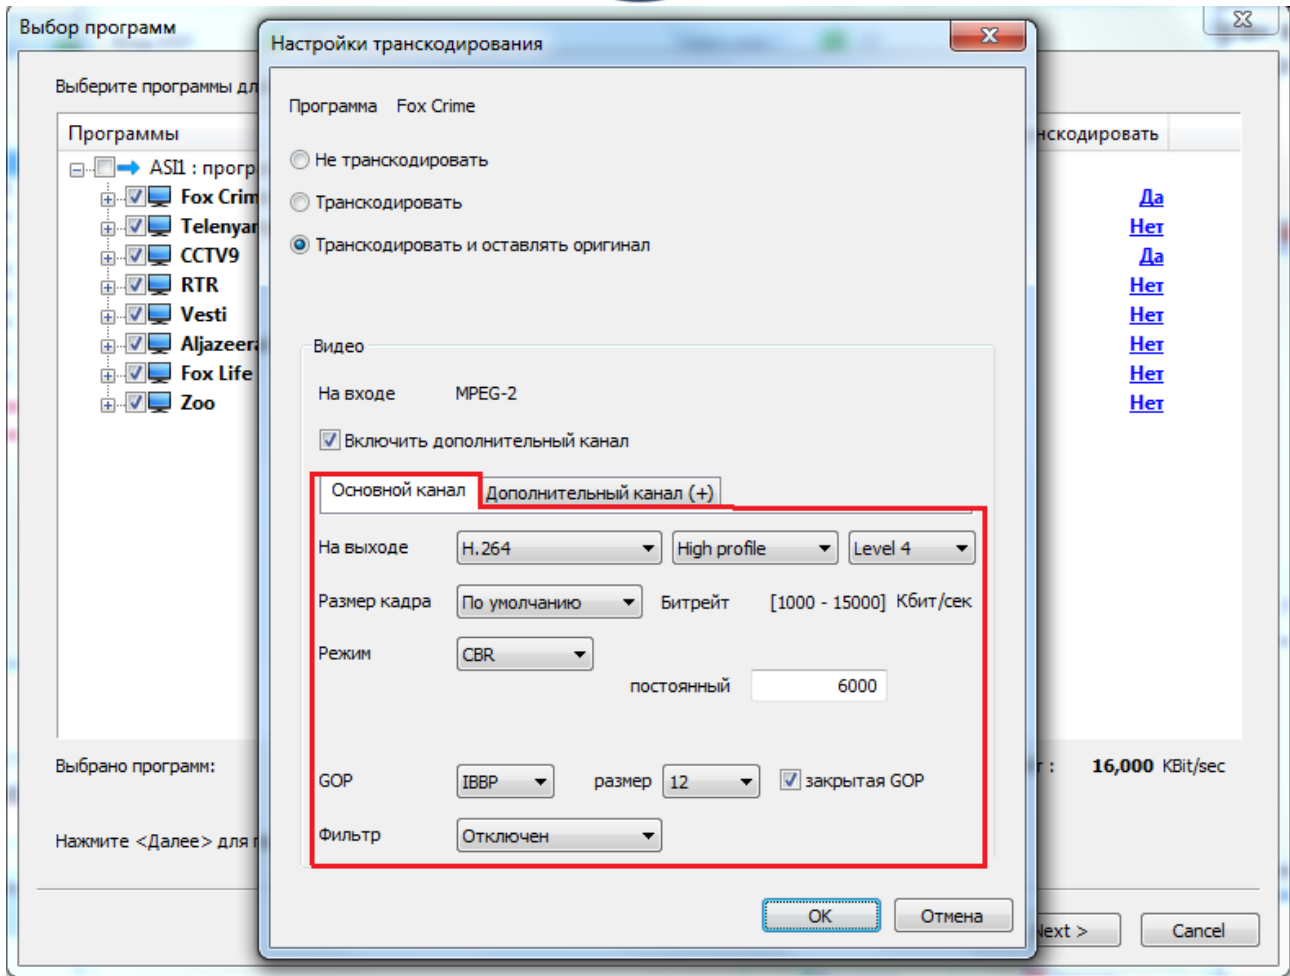 Выбор программ
Настройки транскодирования
Выберите программы дл
Программа Fox Crime
Программы
нскодировать
Не транскодировать
ASI1 : прогр
Fox Crim
Да
Транскодировать
Telenyan
Нет
Транскодировать и оставлять оригинал
CCTV9
Да
RTR
Нет
Vesti
Нет
Aljazeera
Нет
Видео
Fox Life
Нет
На входе MPEG-2
Zoo
Нет
Включить дополнительный канал
Основной канал Дополнительный канал (+)
На выходе H.264 High profile Level 4
Размер кадра По умолчанию Битрейт [1000 - 15000] Кбит/сек
Режим CBR
постоянный 6000
Выбрано программ:
т : 16,000 KBit/sec
GOP IBBP размер 12 закрытая GOP
Фильтр Отключен
Нажмите <Далее> для п
OK Отмена
Next > Cancel